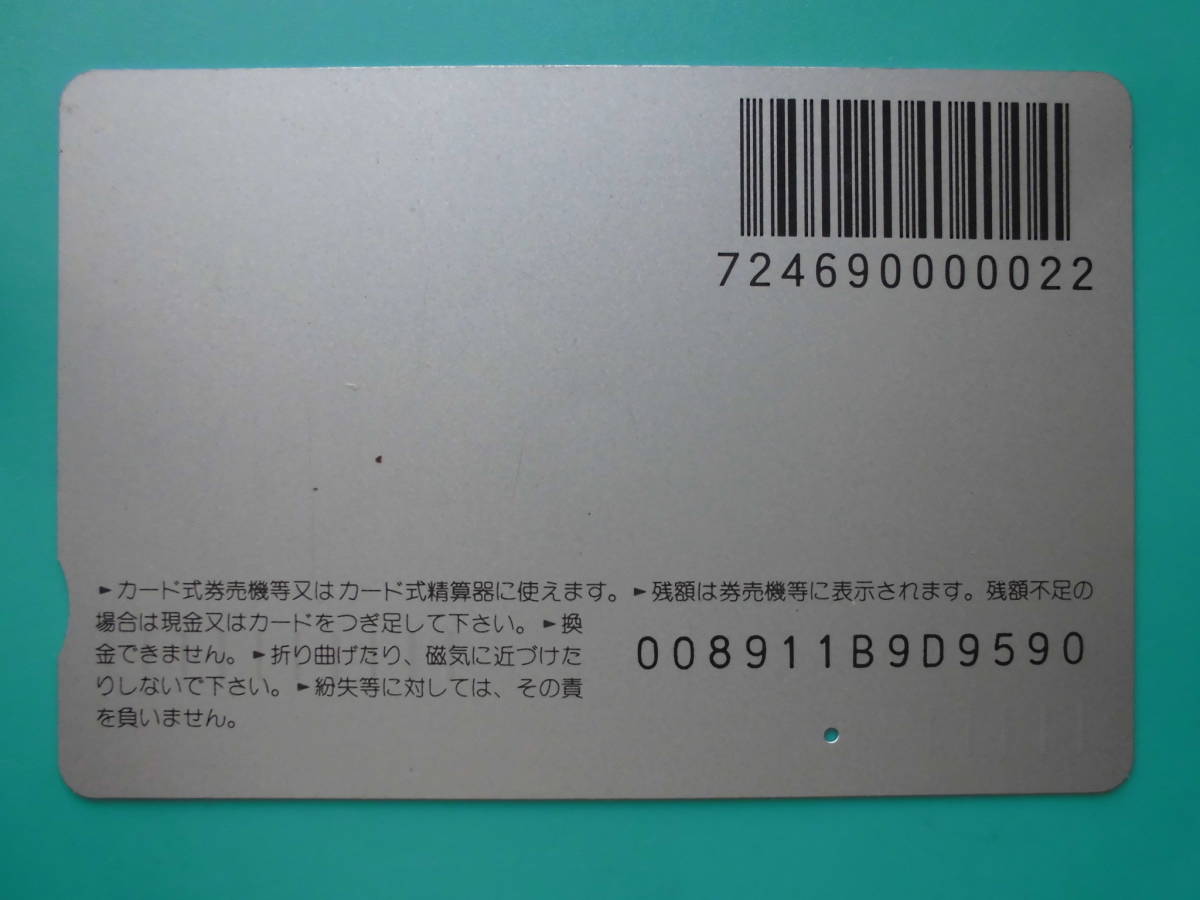 724690000022
►カード式券売機等又はカード式精算器に使えます。►残額は券売機等に表示されます。残額不足の
場合は現金又はカードをつぎ足して下さい。►換
金できません。►折り曲げたり、磁気に近づけた
りしないで下さい。►紛失等に対しては、その責
を負いません。
008911B9D9590